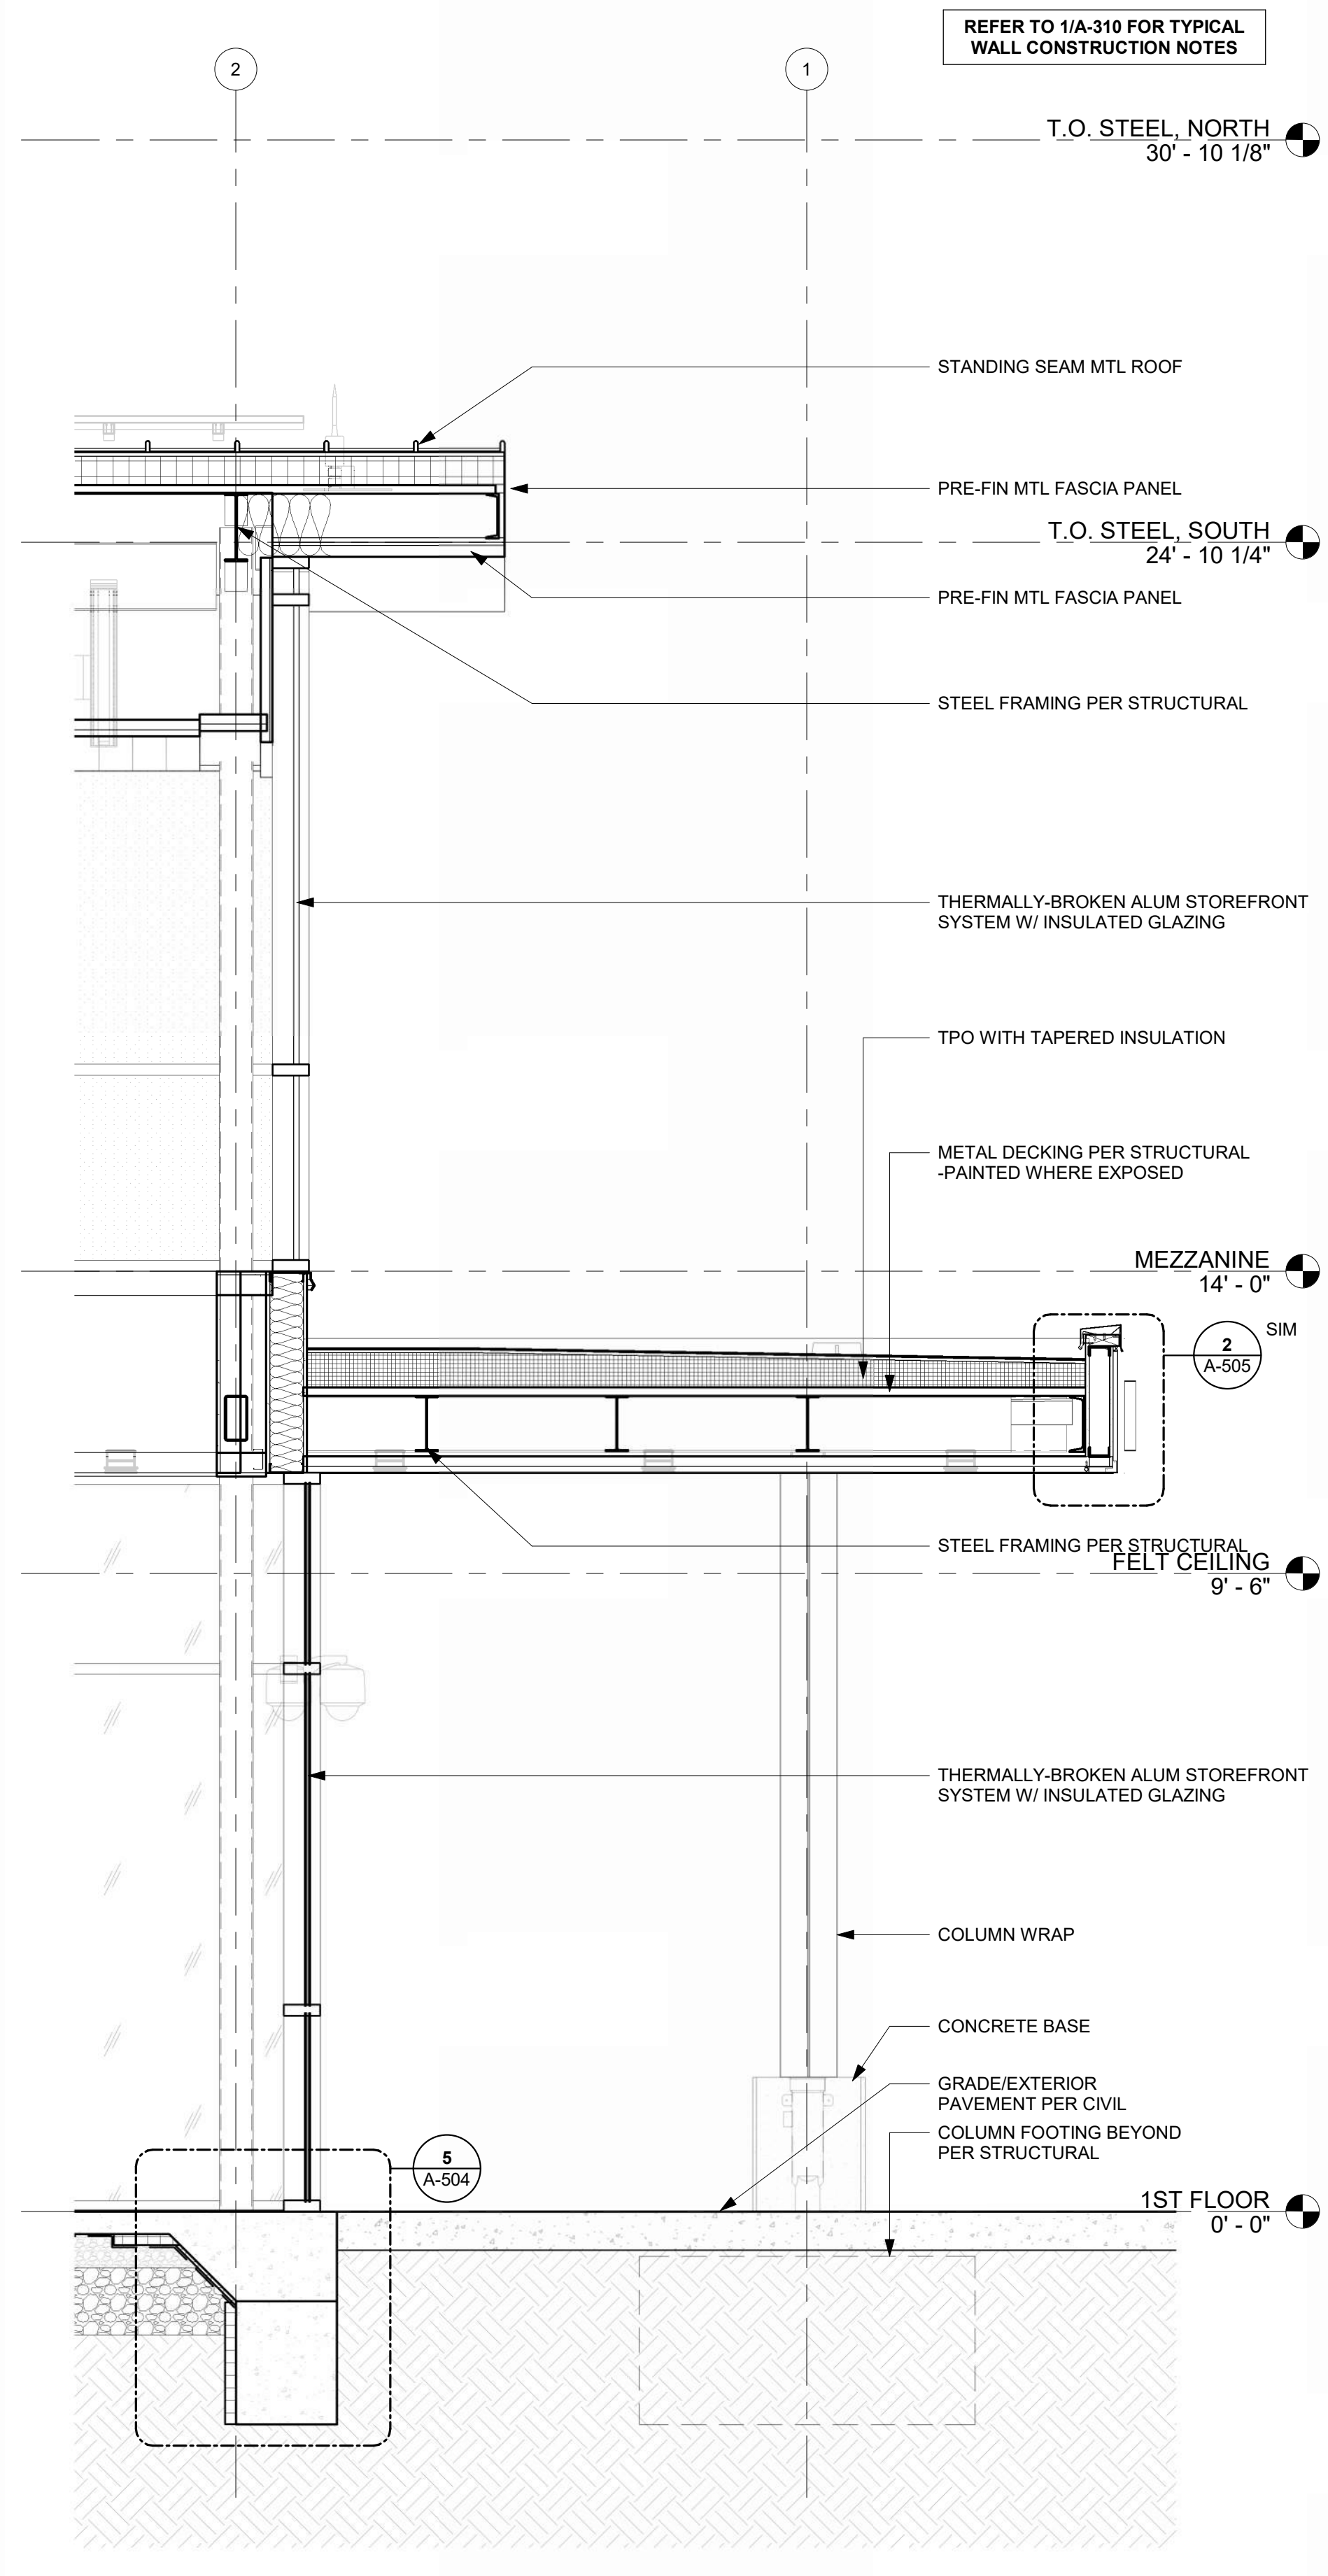 REFER TO 1/A-310 FOR TYPICAL
WALL CONSTRUCTION NOTES
2
1
T.O. STEEL, NORTH
30' - 10 1/8"
STANDING SEAM MTL ROOF
PRE-FIN MTL FASCIA PANEL
T.O. STEEL, SOUTH
24' - 10 1/4"
PRE-FIN MTL FASCIA PANEL
STEEL FRAMING PER STRUCTURAL
THERMALLY-BROKEN ALUM STOREFRONT
SYSTEM W/ INSULATED GLAZING
TPO WITH TAPERED INSULATION
METAL DECKING PER STRUCTURAL
-PAINTED WHERE EXPOSED
MEZZANINE
14' - 0"
2
A-505
SIM
STEEL FRAMING PER STRUCTURAL
FELT CEILING
9' - 6"
THERMALLY-BROKEN ALUM STOREFRONT
SYSTEM W/ INSULATED GLAZING
COLUMN WRAP
CONCRETE BASE
GRADE/EXTERIOR
PAVEMENT PER CIVIL
COLUMN FOOTING BEYOND
PER STRUCTURAL
5
A-504
1ST FLOOR
0' - 0"